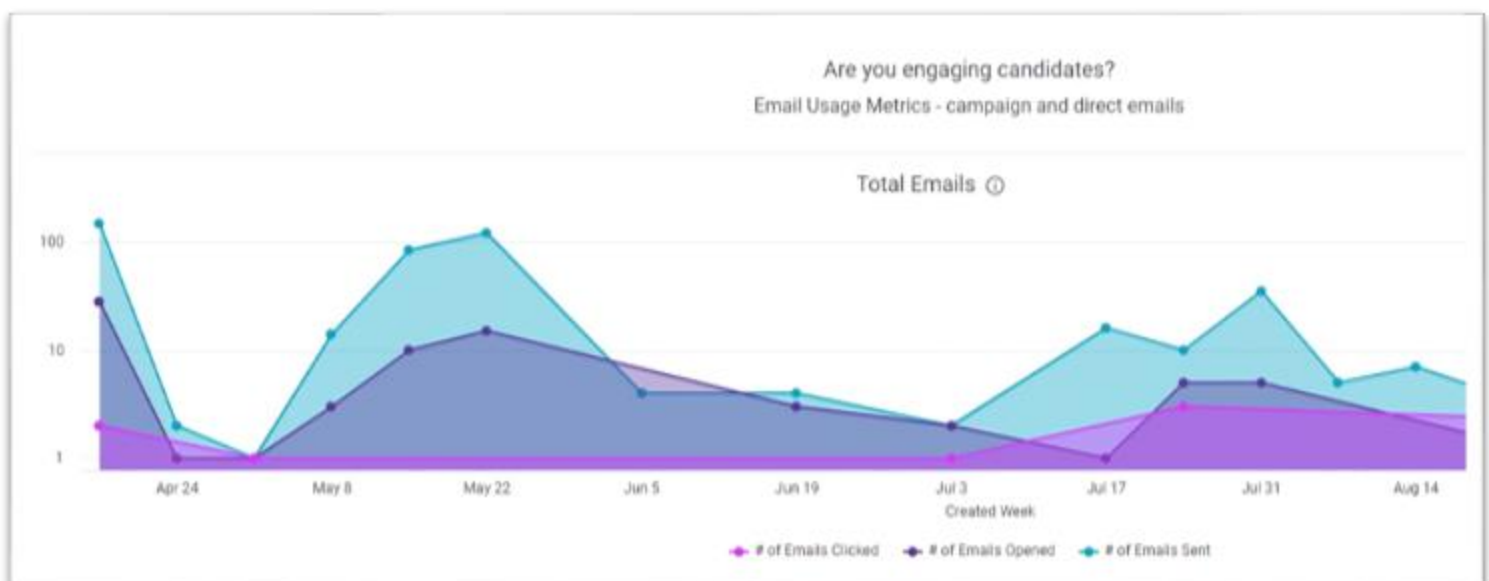 Are you engaging candidates?
Email Usage Metrics - campaign and direct emails
Total Emails
100
10
1
Apr 24 May 8 May 22 Jun 5 Jun 19 Jul 3 Jul 17 Jul 31 Aug 14
Created Week
# of Emails Clicked # of Emails Opened # of Emails Sent